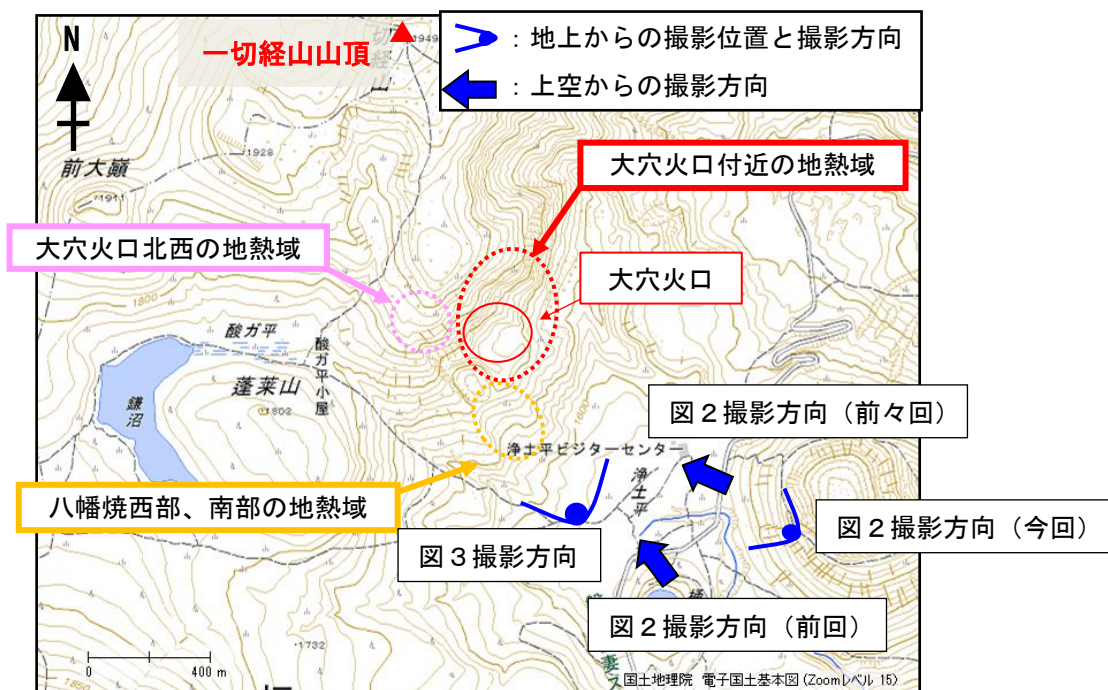 N
一切経山山頂
1949
切経山
：地上からの撮影位置と撮影方向
：上空からの撮影方向
1928
前大巓
1911
大穴火口付近の地熱域
大穴火口北西の地熱域
大穴火口
1800
酸ガ平
酸ガ平小屋
蓬莱山
1802
鎌沼
1600
図２撮影方向（前々回）
浄土平ビジターセンター
浄土平
八幡焼西部、南部の地熱域
図２撮影方向（今回）
図３撮影方向
図２撮影方向（前回）
1732
0
400 m
1850
国土地理院 電子国土基本図 (Zoomレベル 15)